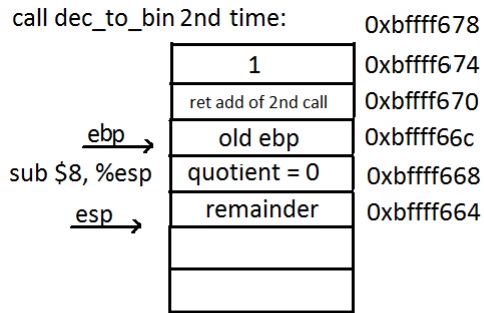 call dec_to_bin 2nd time: 0xbffff678
1 0xbffff674
ret add of 2nd call 0xbffff670
ebp old ebp 0xbffff66c
sub $8, %esp quotient = 0 0xbffff668
esp remainder 0xbffff664